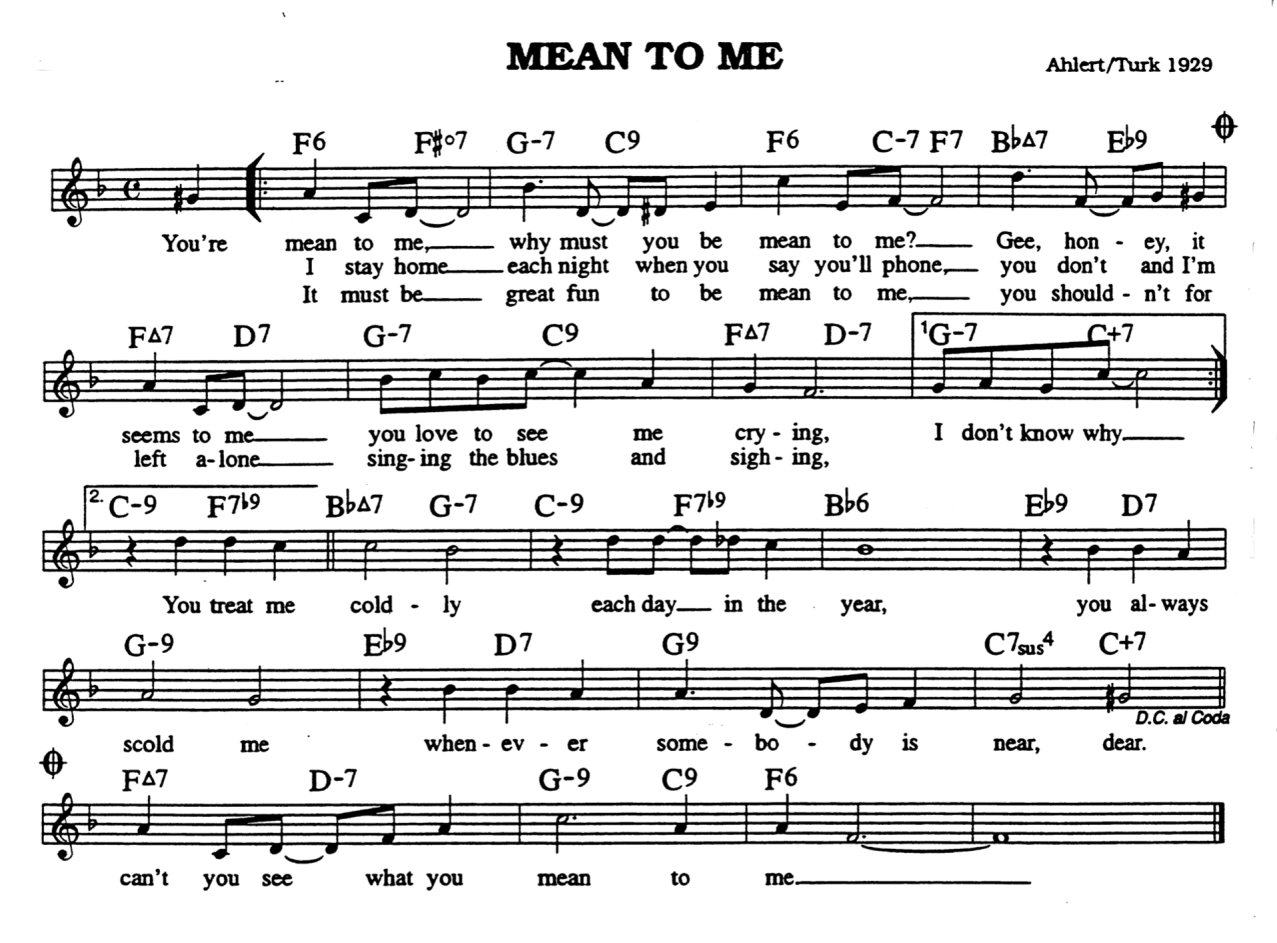 MEAN TO ME
Ahlert/Turk 1929
F6 F#o7 G-7 C9 F6 C-7 F7 B♭Δ7 E♭9
You're mean to me, why must you be mean to me? Gee, hon - ey, it
I stay home each night when you say you'll phone, you don't and I'm
It must be great fun to be mean to me, you should - n't for
FΔ7 D7 G-7 C9 FΔ7 D-7 1 G-7 C+7
seems to me you love to see me cry - ing, I don't know why
left a - lone sing - ing the blues and sigh - ing,
2. C-9 F7♭9 B♭Δ7 G-7 C-9 F7♭9 B♭6 E♭9 D7
You treat me cold - ly each day in the year, you al - ways
G-9 E♭9 D7 G9 C7sus4 C+7
D.C. al Coda
scold me when - ev - er some - bo - dy is near, dear.
FΔ7 D-7 G-9 C9 F6
can't you see what you mean to me